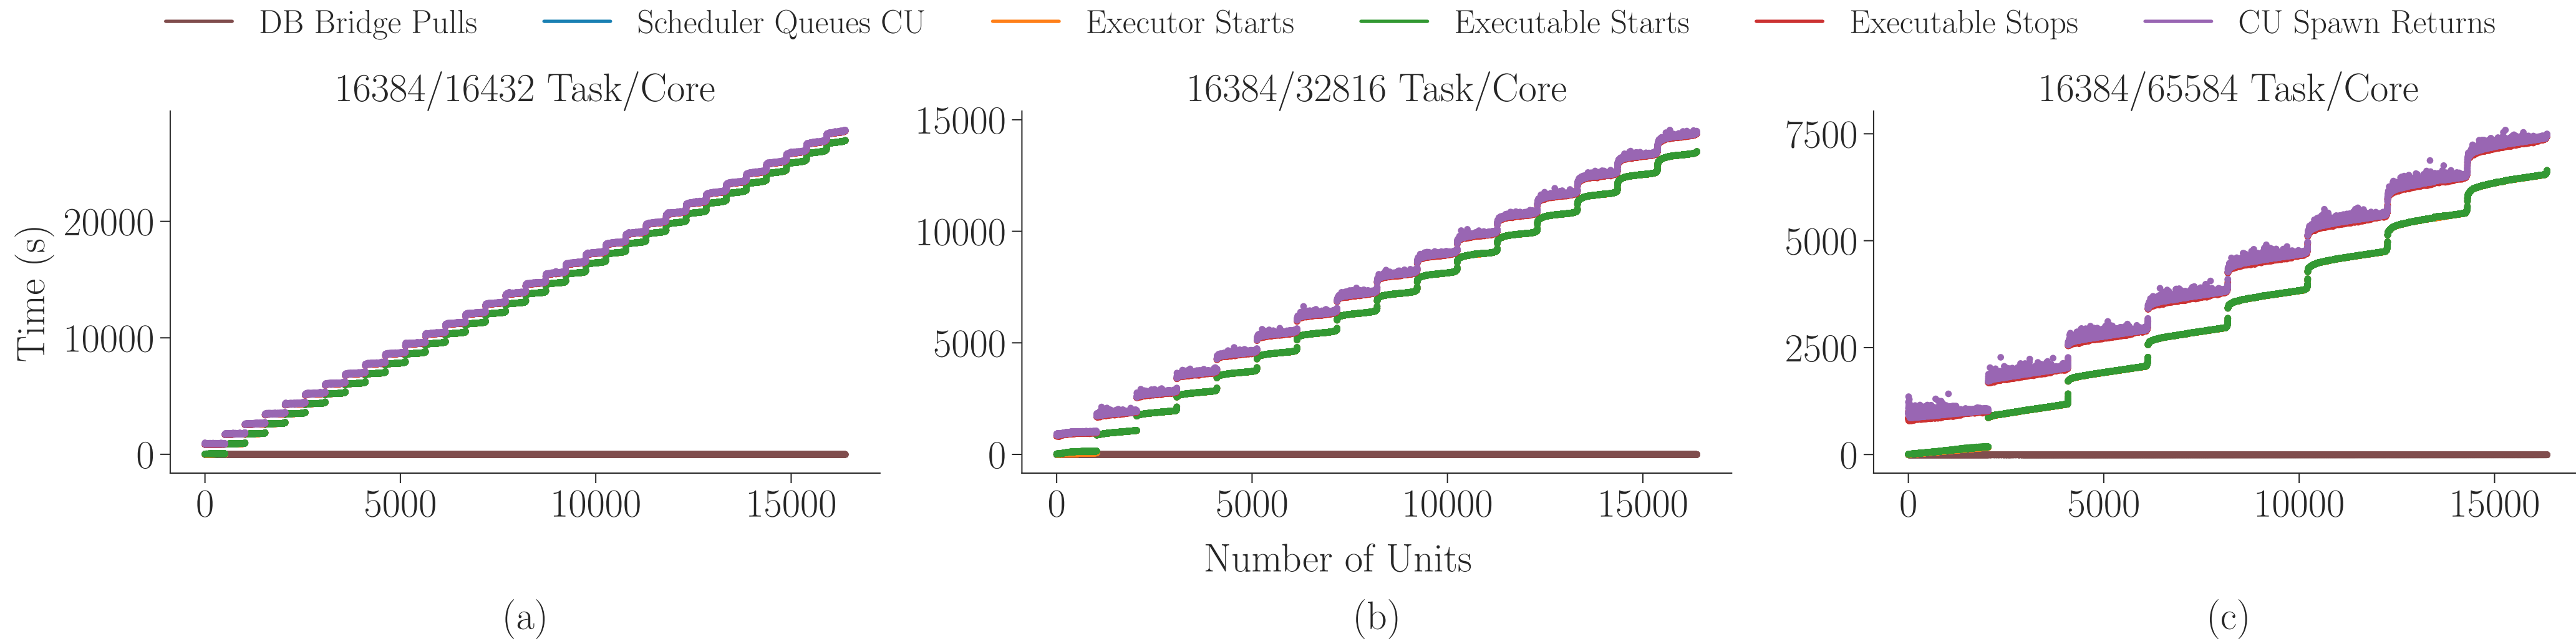 DB Bridge Pulls Scheduler Queues CU Executor Starts Executable Starts Executable Stops CU Spawn Returns
16384/16432 Task/Core 16384/32816 Task/Core 16384/65584 Task/Core
Time (s)
20000
10000
0
0 5000 10000 15000
15000
10000
5000
0
0 5000 10000 15000
7500
5000
2500
0
0 5000 10000 15000
Number of Units
(a) (b) (c)